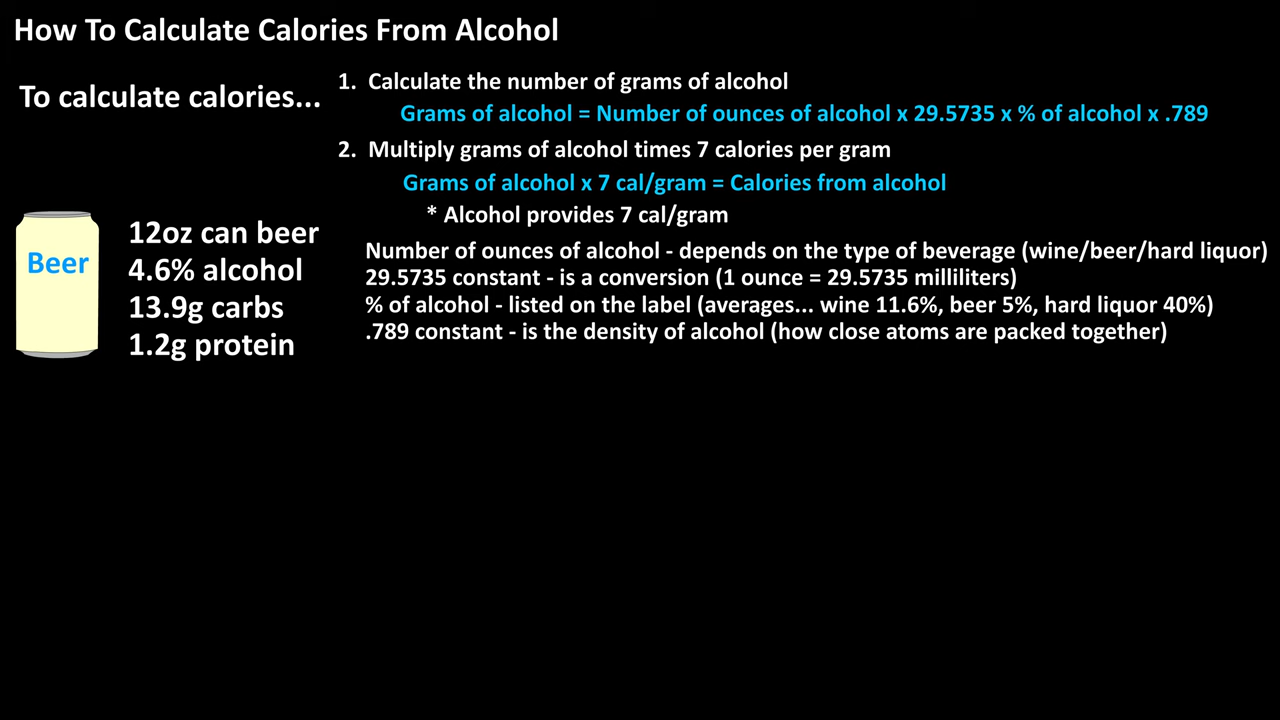 How To Calculate Calories From Alcohol
To calculate calories...
1. Calculate the number of grams of alcohol
Grams of alcohol = Number of ounces of alcohol x 29.5735 x % of alcohol x .789
2. Multiply grams of alcohol times 7 calories per gram
Grams of alcohol x 7 cal/gram = Calories from alcohol
* Alcohol provides 7 cal/gram
Beer
12oz can beer
4.6% alcohol
13.9g carbs
1.2g protein
Number of ounces of alcohol - depends on the type of beverage (wine/beer/hard liquor)
29.5735 constant - is a conversion (1 ounce = 29.5735 milliliters)
% of alcohol - listed on the label (averages... wine 11.6%, beer 5%, hard liquor 40%)
.789 constant - is the density of alcohol (how close atoms are packed together)